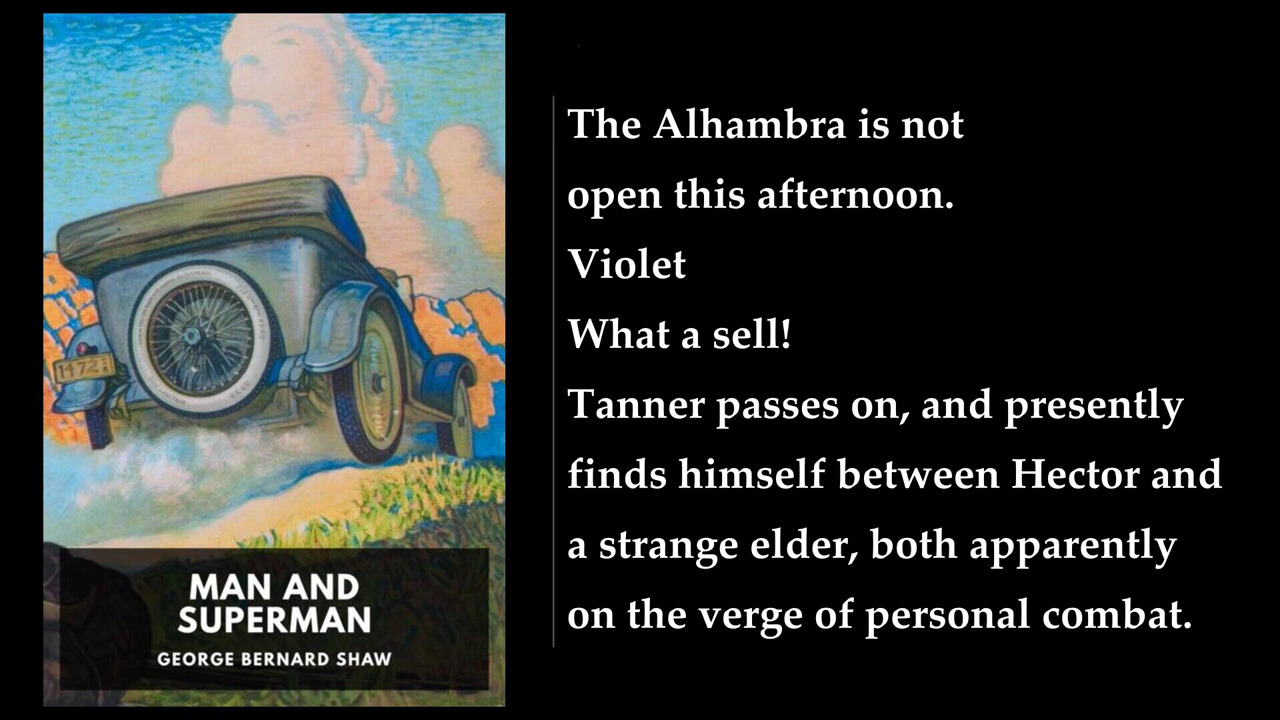 The Alhambra is not
open this afternoon.
Violet
What a sell!
Tanner passes on, and presently
finds himself between Hector and
a strange elder, both apparently
on the verge of personal combat.
1472
MAN AND
SUPERMAN
GEORGE BERNARD SHAW